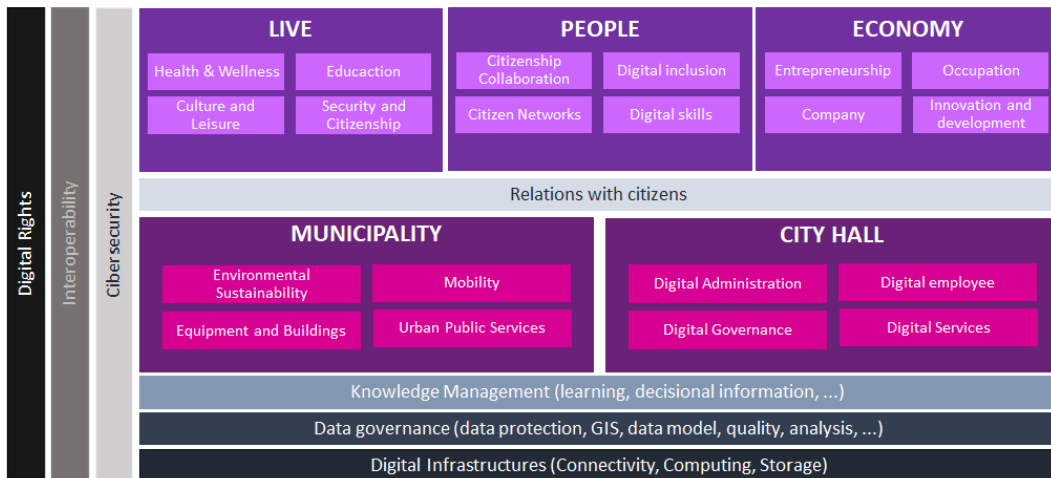 Digital Rights
Interoperability
Cibersecurity
LIVE
Health & Wellness
Educaction
Culture and
Leisure
Security and
Citizenship
PEOPLE
Citizenship
Collaboration
Digital inclusion
Citizen Networks
Digital skills
ECONOMY
Entrepreneurship
Occupation
Company
Innovation and
development
Relations with citizens
MUNICIPALITY
Environmental
Sustainability
Mobility
Equipment and Buildings
Urban Public Services
CITY HALL
Digital Administration
Digital employee
Digital Governance
Digital Services
Knowledge Management (learning, decisional information, ...)
Data governance (data protection, GIS, data model, quality, analysis, ...)
Digital Infrastructures (Connectivity, Computing, Storage)